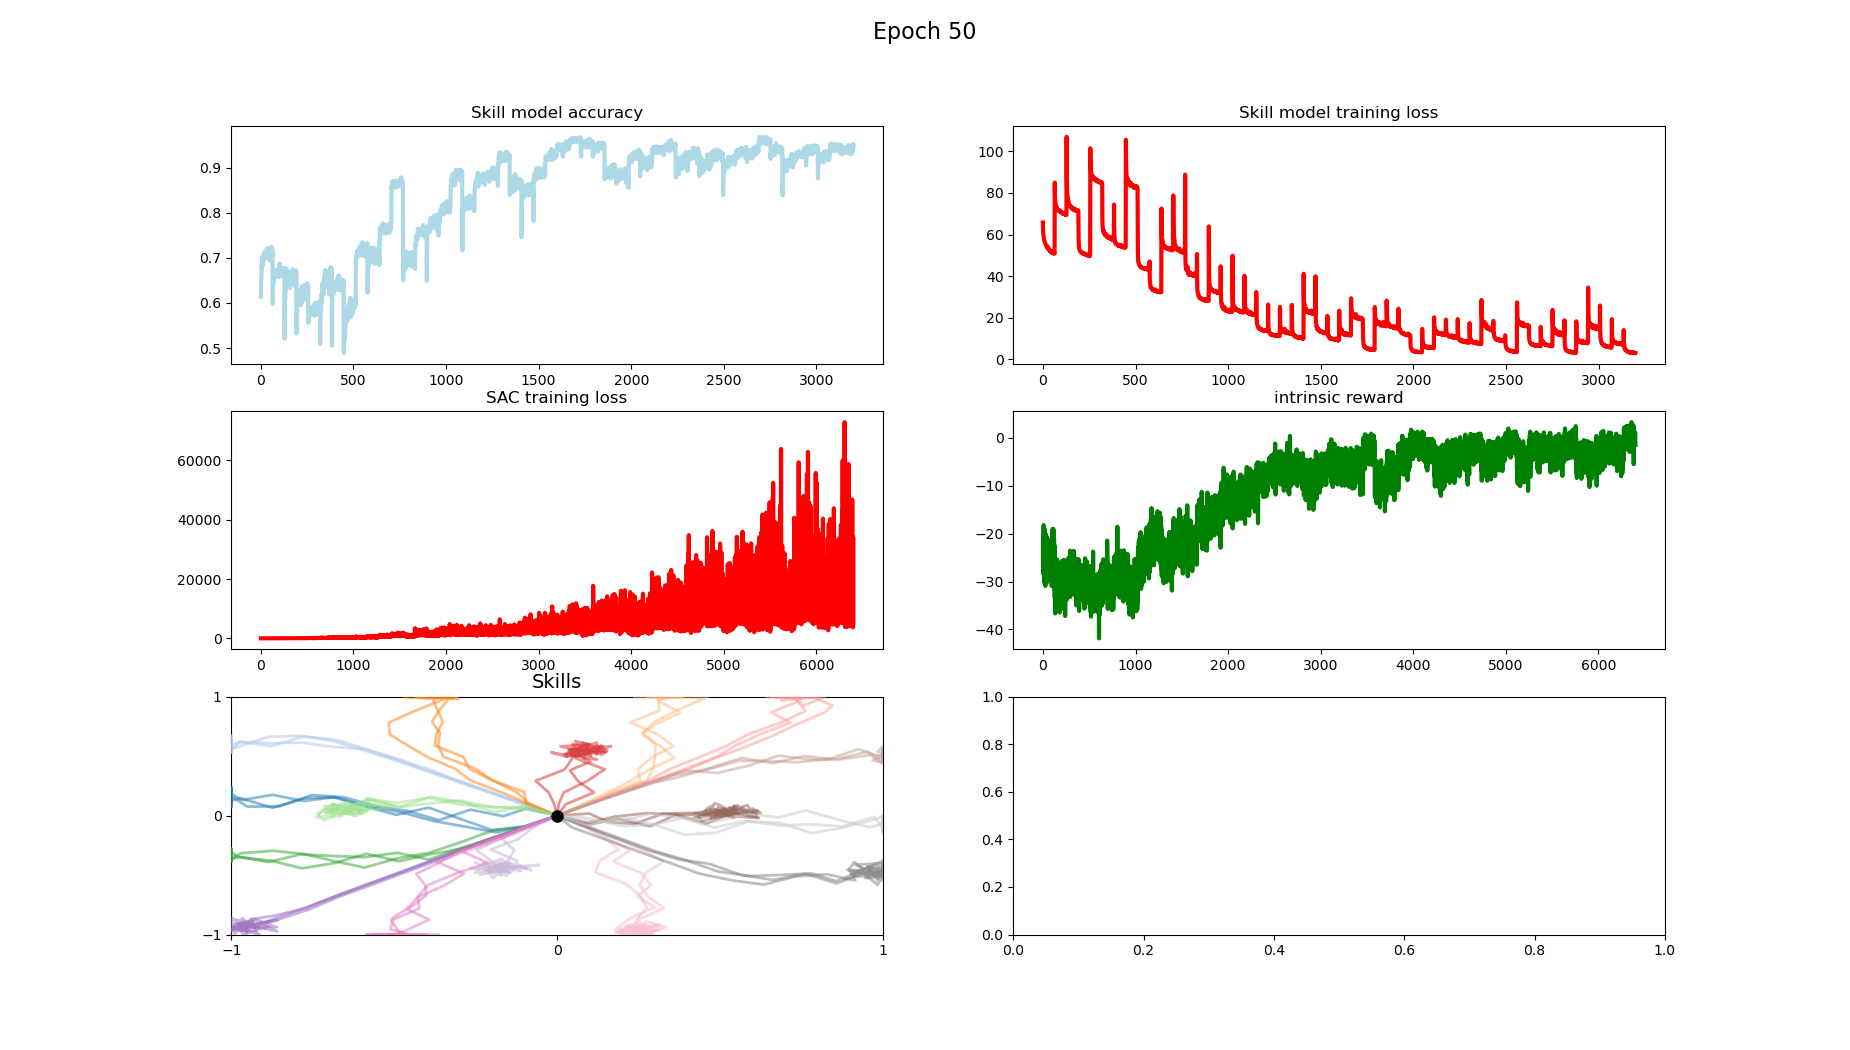 Epoch 50
Skill model accuracy
0.9
0.8
0.7
0.6
0.5
0 500 1000 1500 2000 2500 3000
Skill model training loss
100
80
60
40
20
0
0 500 1000 1500 2000 2500 3000
SAC training loss
60000
40000
20000
0
0 1000 2000 3000 4000 5000 6000
intrinsic reward
0
−10
−20
−30
−40
0 1000 2000 3000 4000 5000 6000
Skills
1
0
−1
−1 0 1
1.0
0.8
0.6
0.4
0.2
0.0
0.0 0.2 0.4 0.6 0.8 1.0